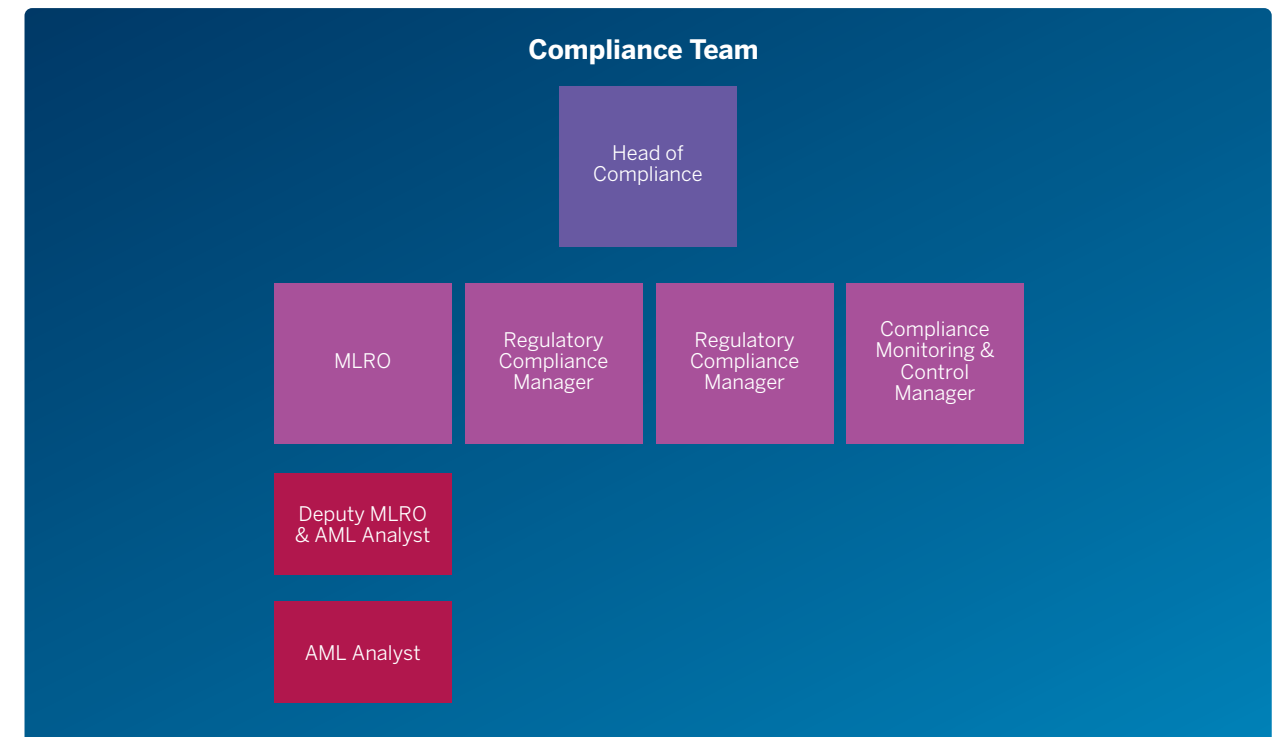 Compliance Team
Head of
Compliance
MLRO
Regulatory
Compliance
Manager
Regulatory
Compliance
Manager
Compliance
Monitoring &
Control
Manager
Deputy MLRO
& AML Analyst
AML Analyst